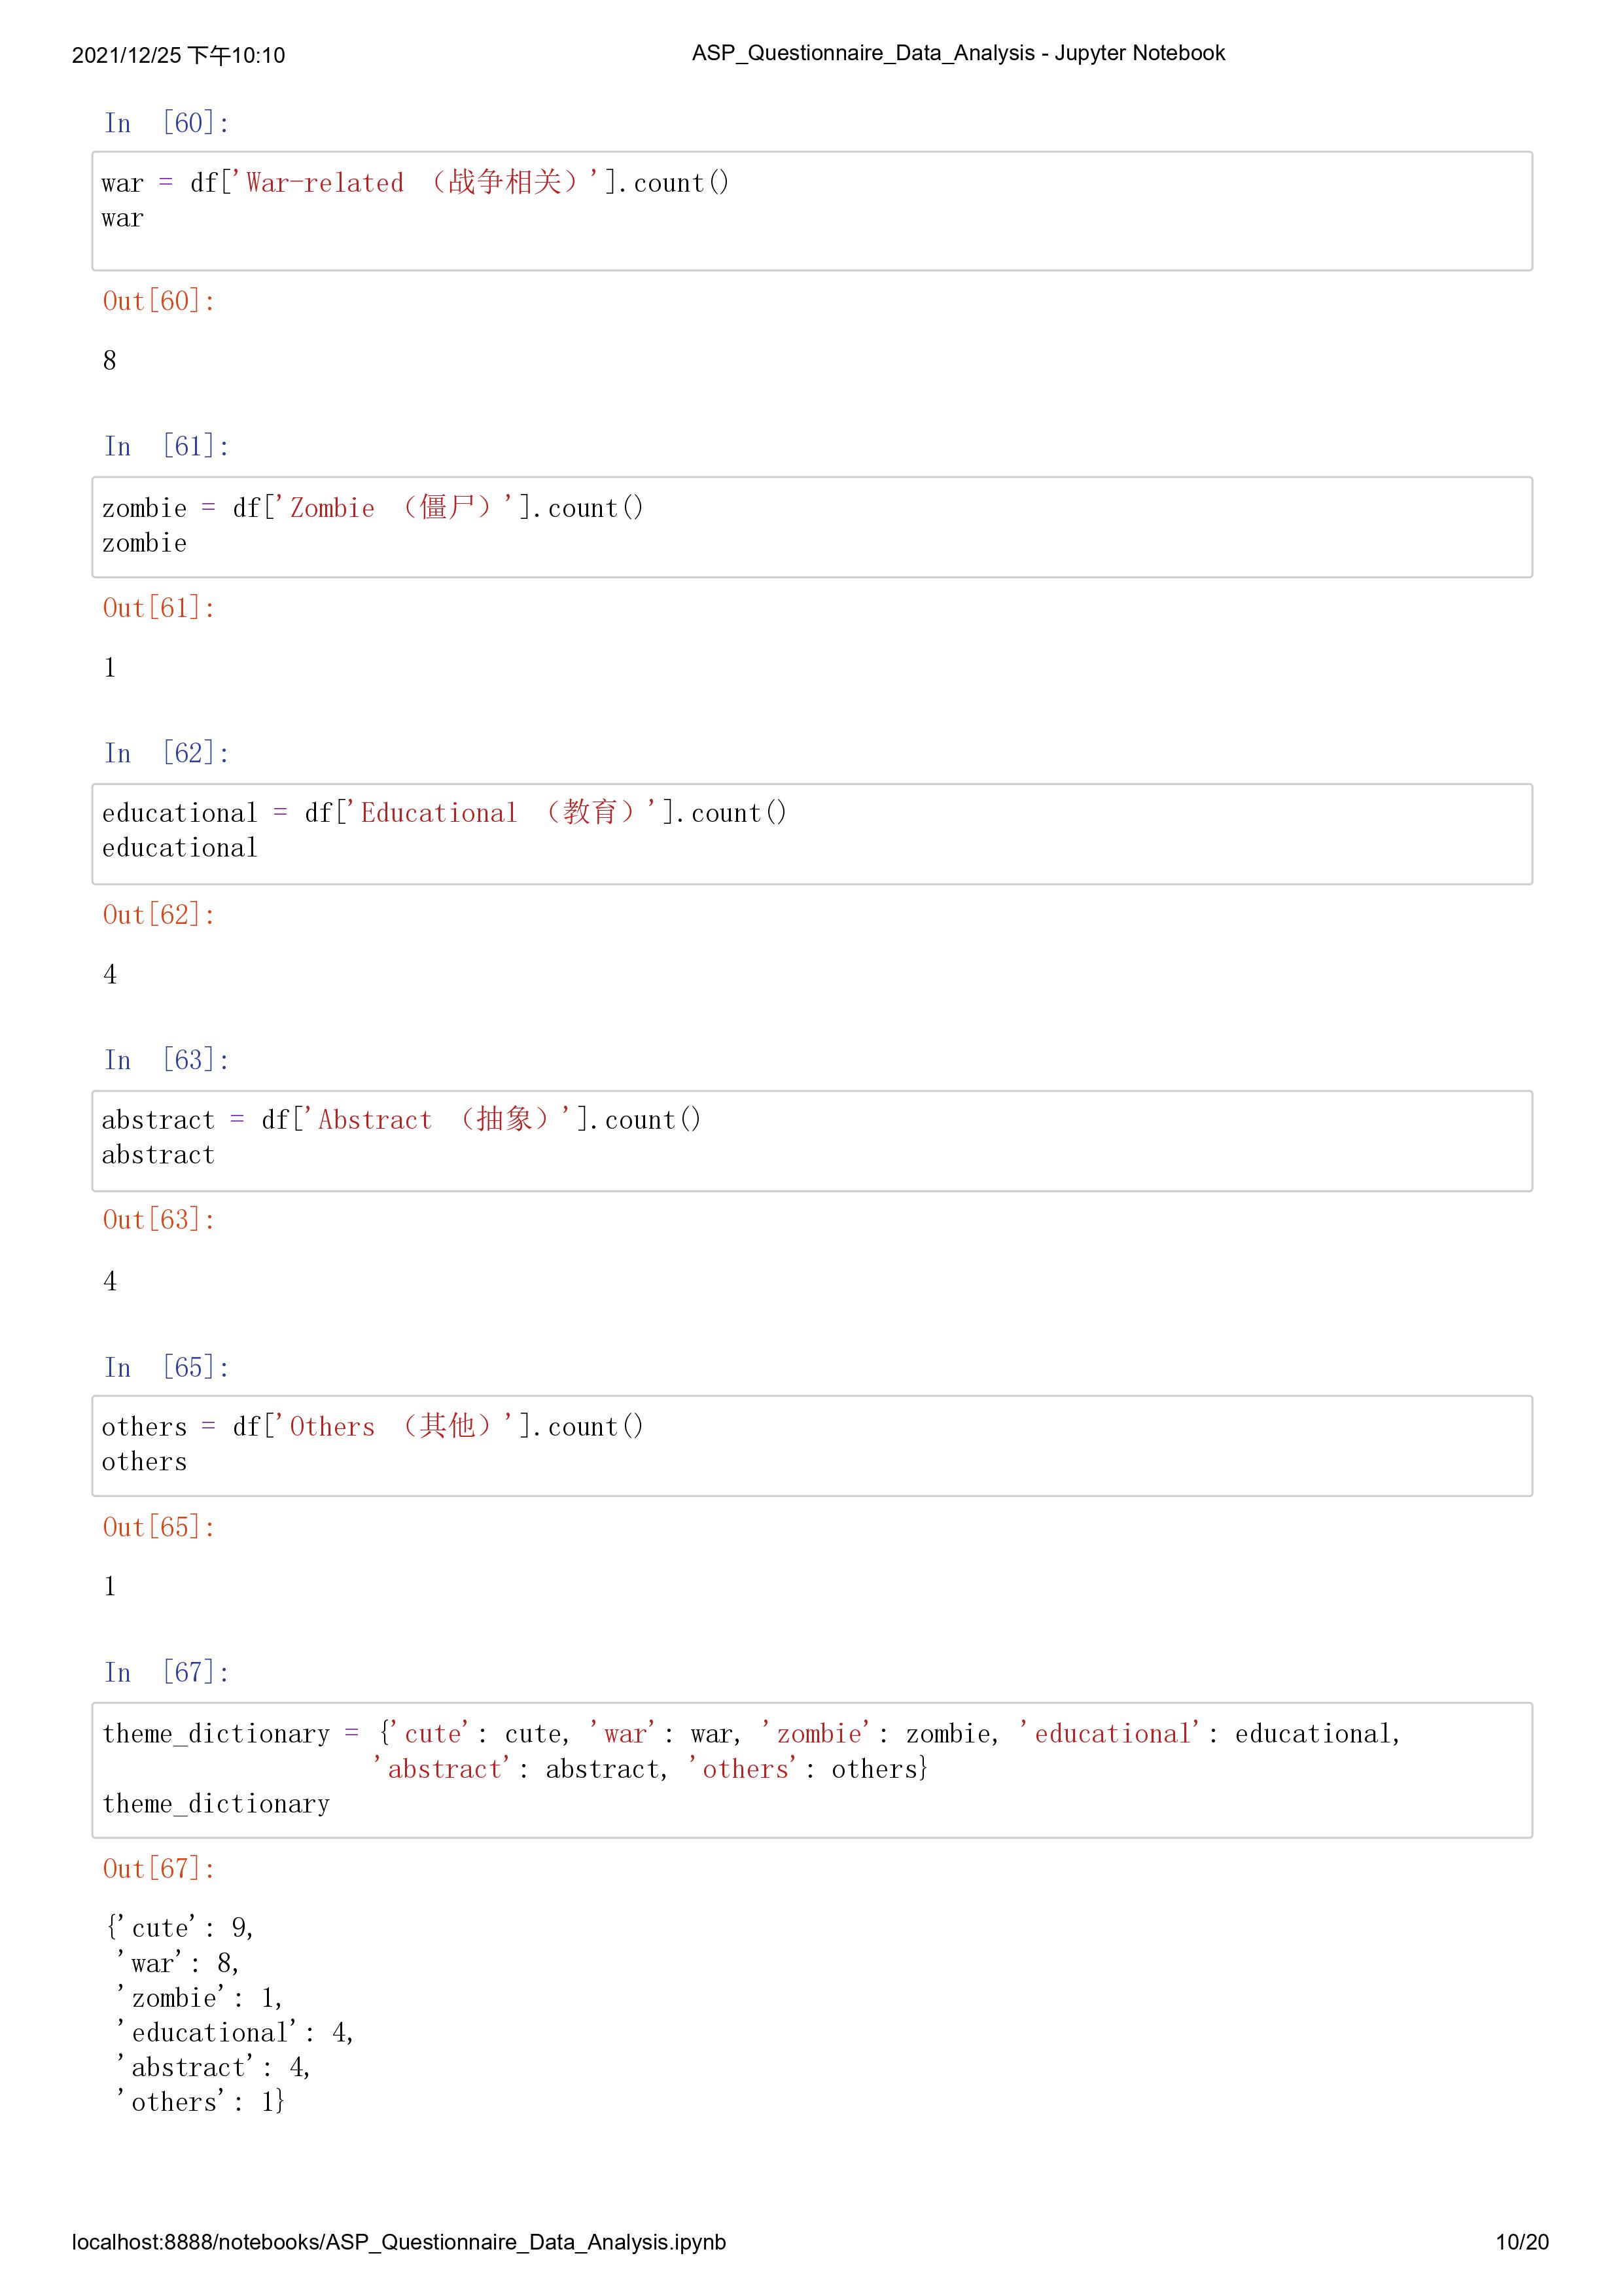 2021/12/25 下午10:10
ASP_Questionnaire_Data_Analysis - Jupyter Notebook
In [60]:
war = df['War-related （战争相关）'].count()
war
Out[60]:
8
In [61]:
zombie = df['Zombie （僵尸）'].count()
zombie
Out[61]:
1
In [62]:
educational = df['Educational （教育）'].count()
educational
Out[62]:
4
In [63]:
abstract = df['Abstract （抽象）'].count()
abstract
Out[63]:
4
In [65]:
others = df['Others （其他）'].count()
others
Out[65]:
1
In [67]:
theme_dictionary = {'cute': cute, 'war': war, 'zombie': zombie, 'educational': educational,
'abstract': abstract, 'others': others}
theme_dictionary
Out[67]:
{'cute': 9,
'war': 8,
'zombie': 1,
'educational': 4,
'abstract': 4,
'others': 1}
localhost:8888/notebooks/ASP_Questionnaire_Data_Analysis.ipynb
10/20